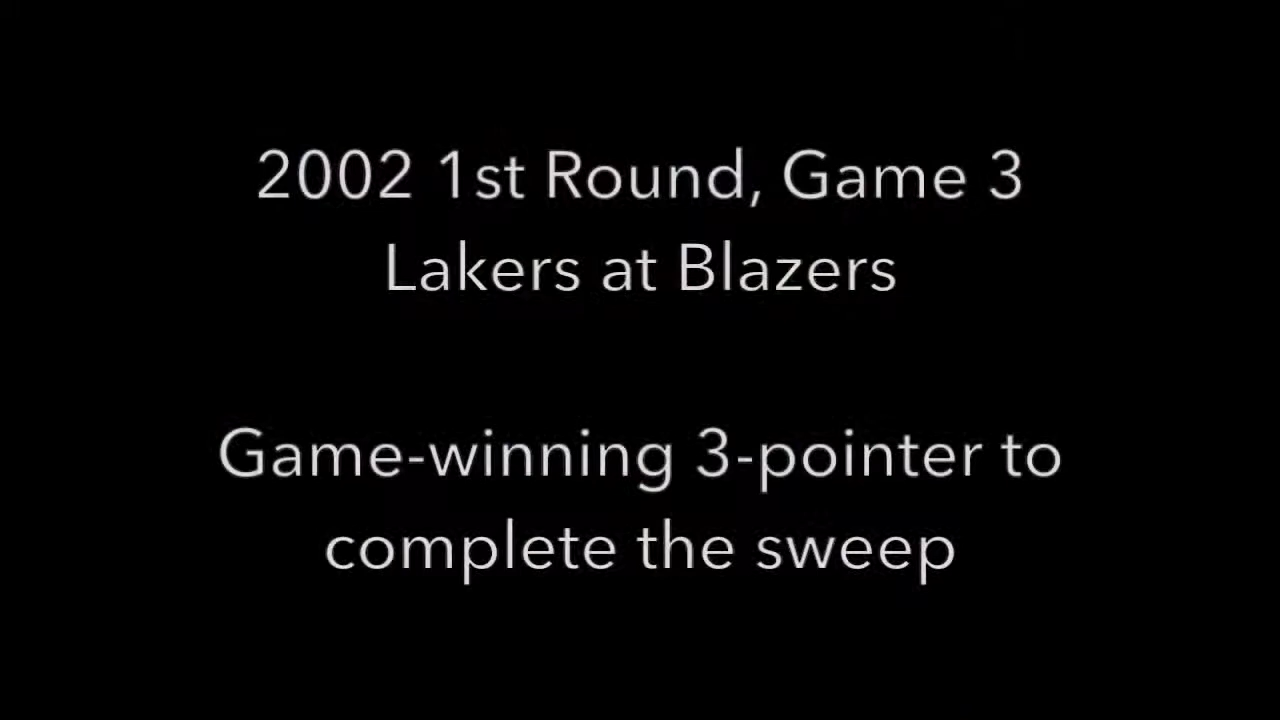 2002 1st Round, Game 3
Lakers at Blazers
Game-winning 3-pointer to
complete the sweep